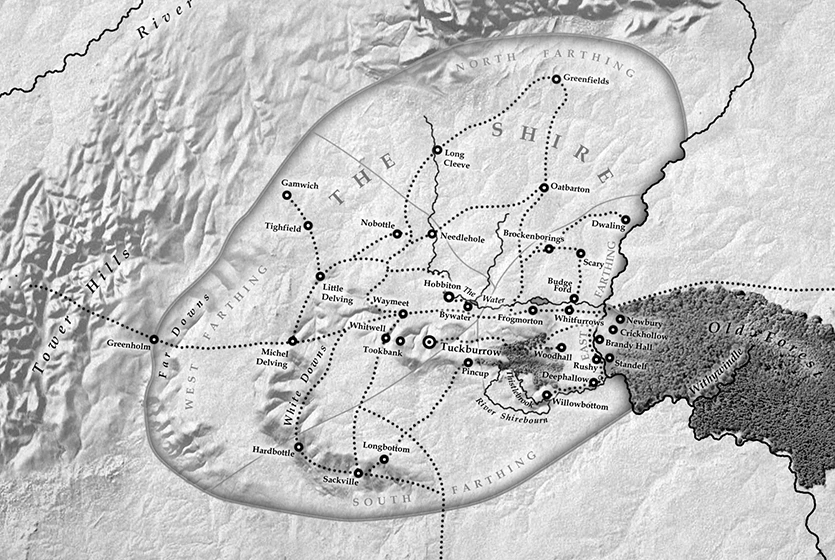 River
NORTH FARTHING
Greenfields
THE SHIRE
Long
Cleeve
Gamwich
Oatbarton
Tighfield
Nobottle
Needlehole
Brockenborings
Dwaling
Scary
Tower Hills
Far Downs
WEST FARTHING
Little
Delving
Hobbiton
The Water
Budge
Ford
EAST FARTHING
Waymeet
Bywater
Frogmorton
Whitfurrows
Newbury
Old Forest
Greenholm
Michel
Delving
Whitwell
Tookbank
Tuckburrow
Crickhollow
Brandy Hall
Woodhall
Standelf
Rushy
White Downs
Pincup
Deephallow
Withywindle
Thistlebrook
Willowbottom
River Shirebourn
Hardbottle
Longbottom
Sackville
SOUTH FARTHING